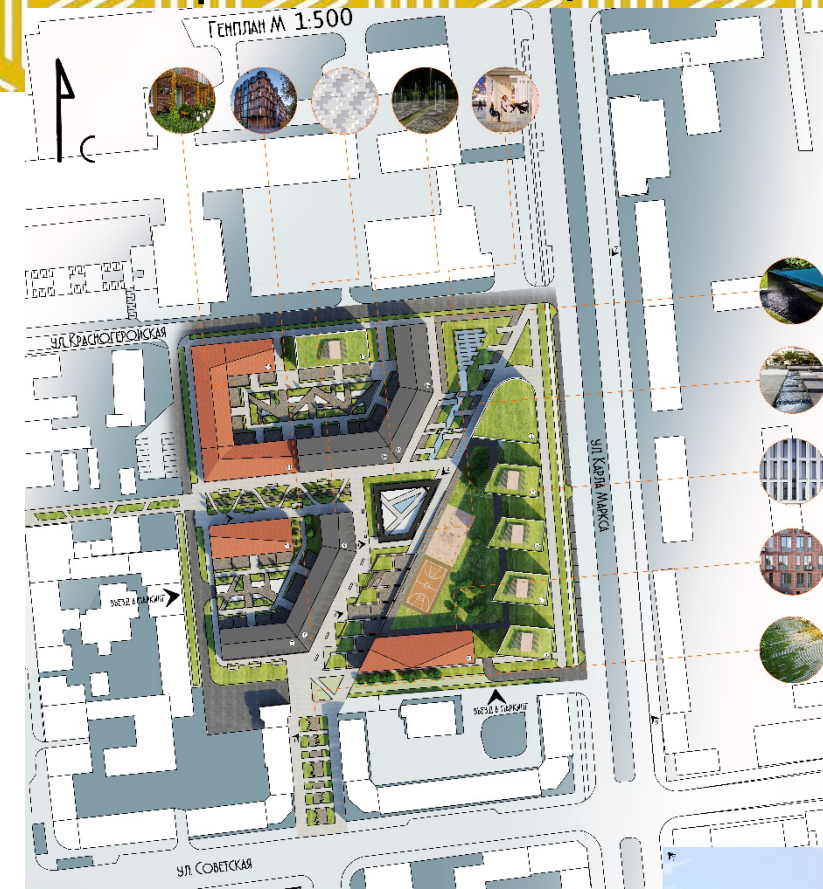 Генплан М 1:500
С
ул. Красногеройская
ул. Карла Маркса
въезд в паркинг
въезд в паркинг
ул. Советская